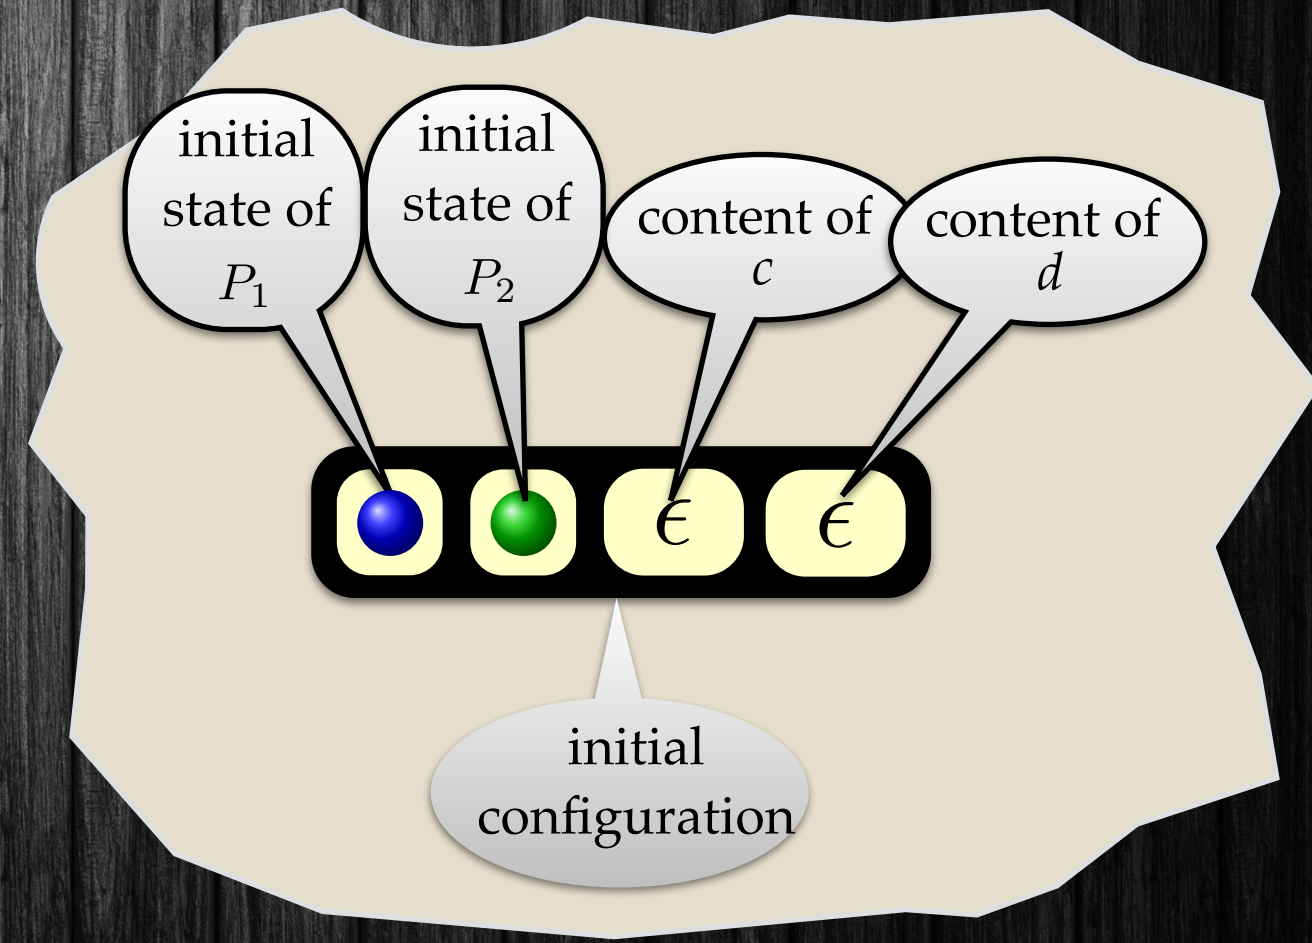 initial
state of
P₁
initial
state of
P₂
content of
c
content of
d
ϵ
ϵ
initial
configuration